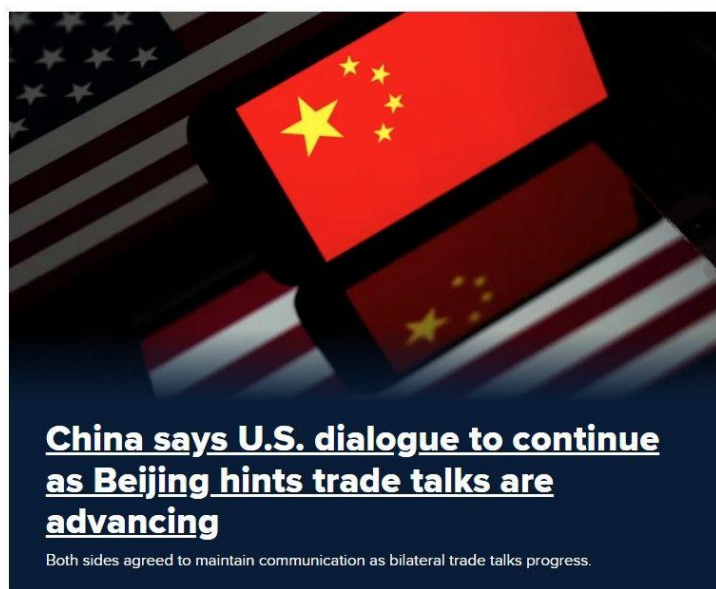 China says U.S. dialogue to continue
as Beijing hints trade talks are
advancing
Both sides agreed to maintain communication as bilateral trade talks progress.